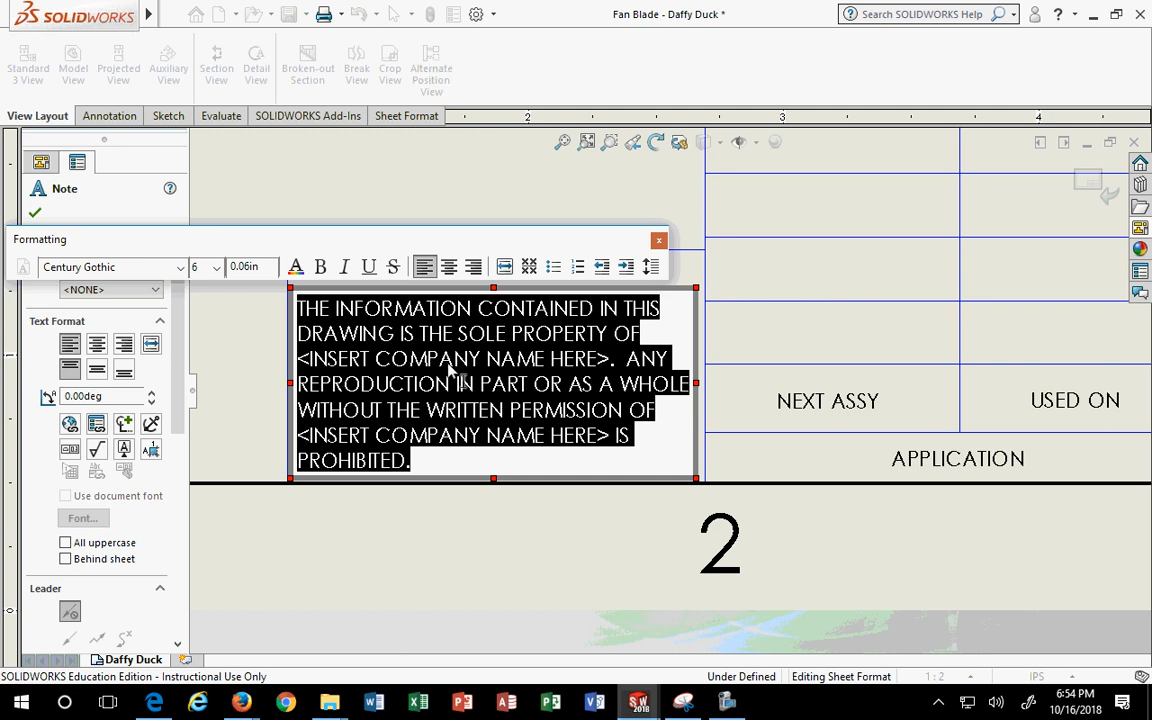 SOLIDWORKS
Fan Blade - Daffy Duck *
Search SOLIDWORKS Help
?
Standard 3 View
Model View
Projected View
Auxiliary View
Section View
Detail View
Broken-out Section
Break View
Crop View
Alternate Position View
View Layout
Annotation
Sketch
Evaluate
SOLIDWORKS Add-Ins
Sheet Format
2
3
4
Note
Formatting
Century Gothic
6
0.06in
B I U S
<NONE>
Text Format
0.00deg
Use document font
Font...
All uppercase
Behind sheet
Leader
THE INFORMATION CONTAINED IN THIS
DRAWING IS THE SOLE PROPERTY OF
<INSERT COMPANY NAME HERE>.  ANY
REPRODUCTION IN PART OR AS A WHOLE
WITHOUT THE WRITTEN PERMISSION OF
<INSERT COMPANY NAME HERE> IS
PROHIBITED.
NEXT ASSY
USED ON
APPLICATION
2
Daffy Duck
SOLIDWORKS Education Edition - Instructional Use Only
Under Defined
Editing Sheet Format
1 : 2
IPS
6:54 PM
10/16/2018